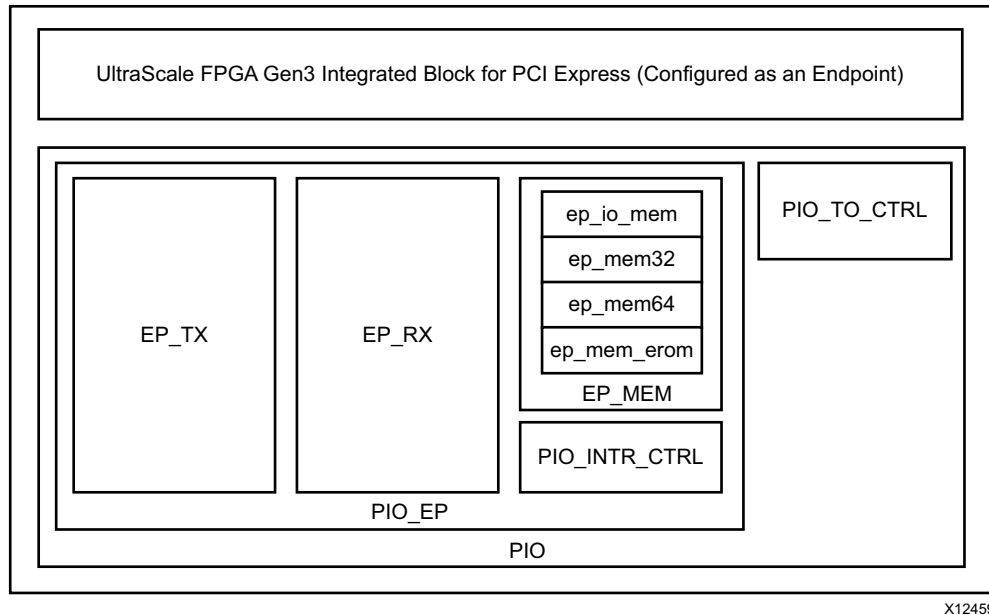 UltraScale FPGA Gen3 Integrated Block for PCI Express (Configured as an Endpoint)
EP_TX
EP_RX
ep_io_mem
ep_mem32
ep_mem64
ep_mem_erom
EP_MEM
PIO_INTR_CTRL
PIO_EP
PIO_TO_CTRL
PIO
X12459